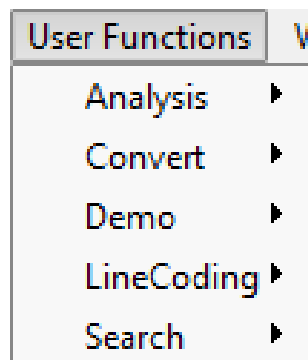 User Functions
Analysis
Convert
Demo
LineCoding
Search